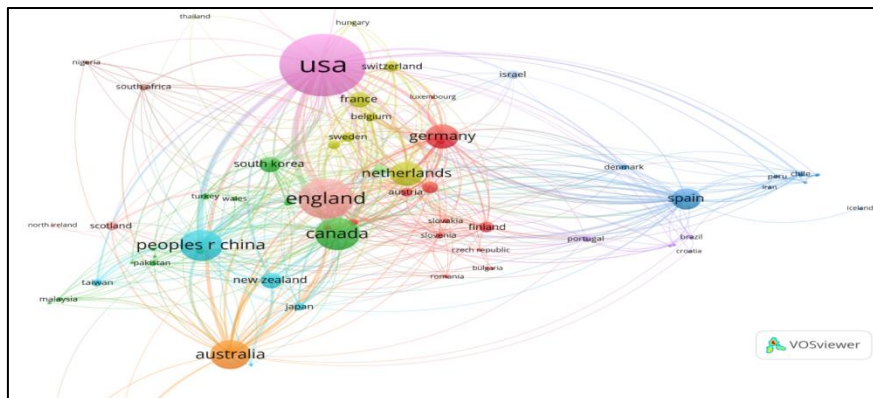 thailand
hungary
usa
nigeria
switzerland
israel
south africa
france
luxembourg
belgium
sweden
germany
south korea
netherlands
denmark
peru
chile
iran
turkey
wales
england
austria
spain
iceland
north ireland
scotland
slovakia
finland
canada
peoples r china
slovenia
portugal
brazil
czech republic
croatia
pakistan
bulgaria
taiwan
new zealand
romania
malaysia
japan
australia
VOSviewer